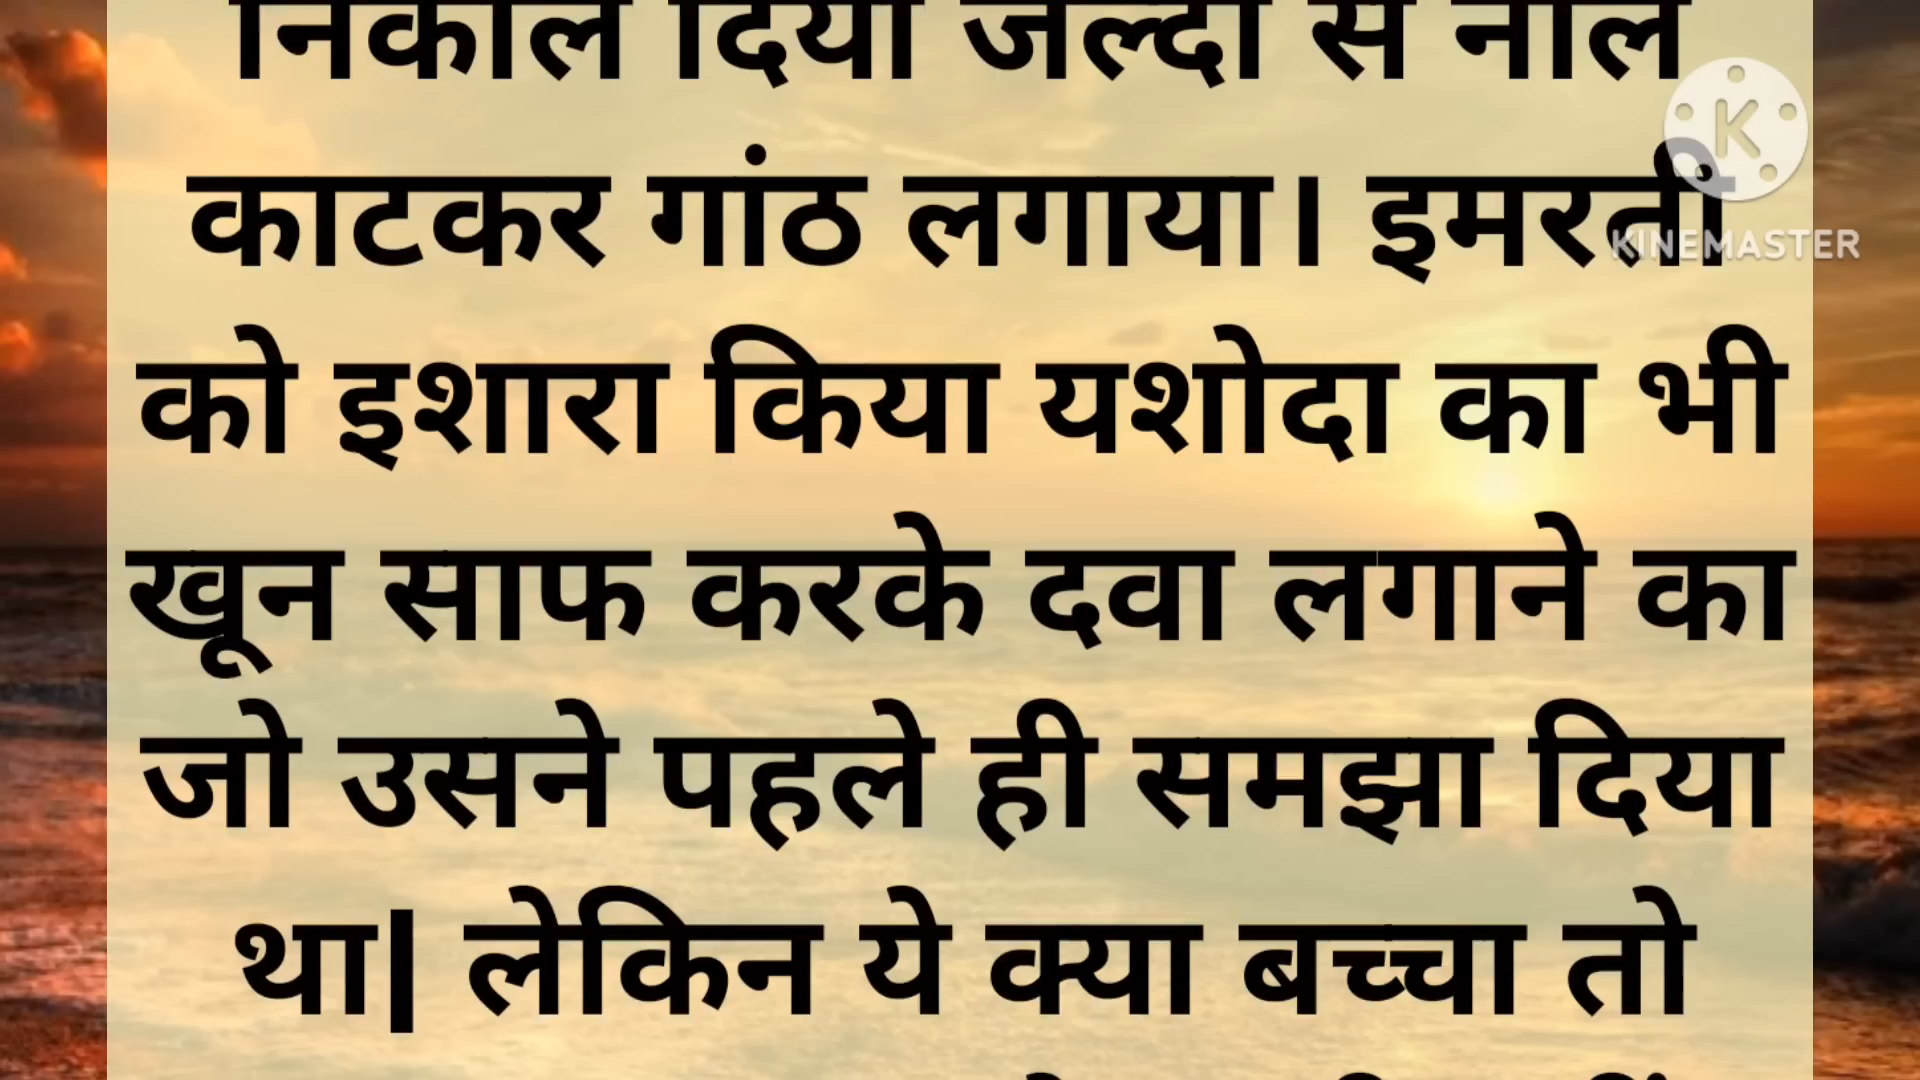 निकाल दिया जल्दी से नाल
काटकर गांठ लगाया। इमरती
को इशारा किया यशोदा का भी
खून साफ करके दवा लगाने का
जो उसने पहले ही समझा दिया
था| लेकिन ये क्या बच्चा तो
K
KINEMASTER